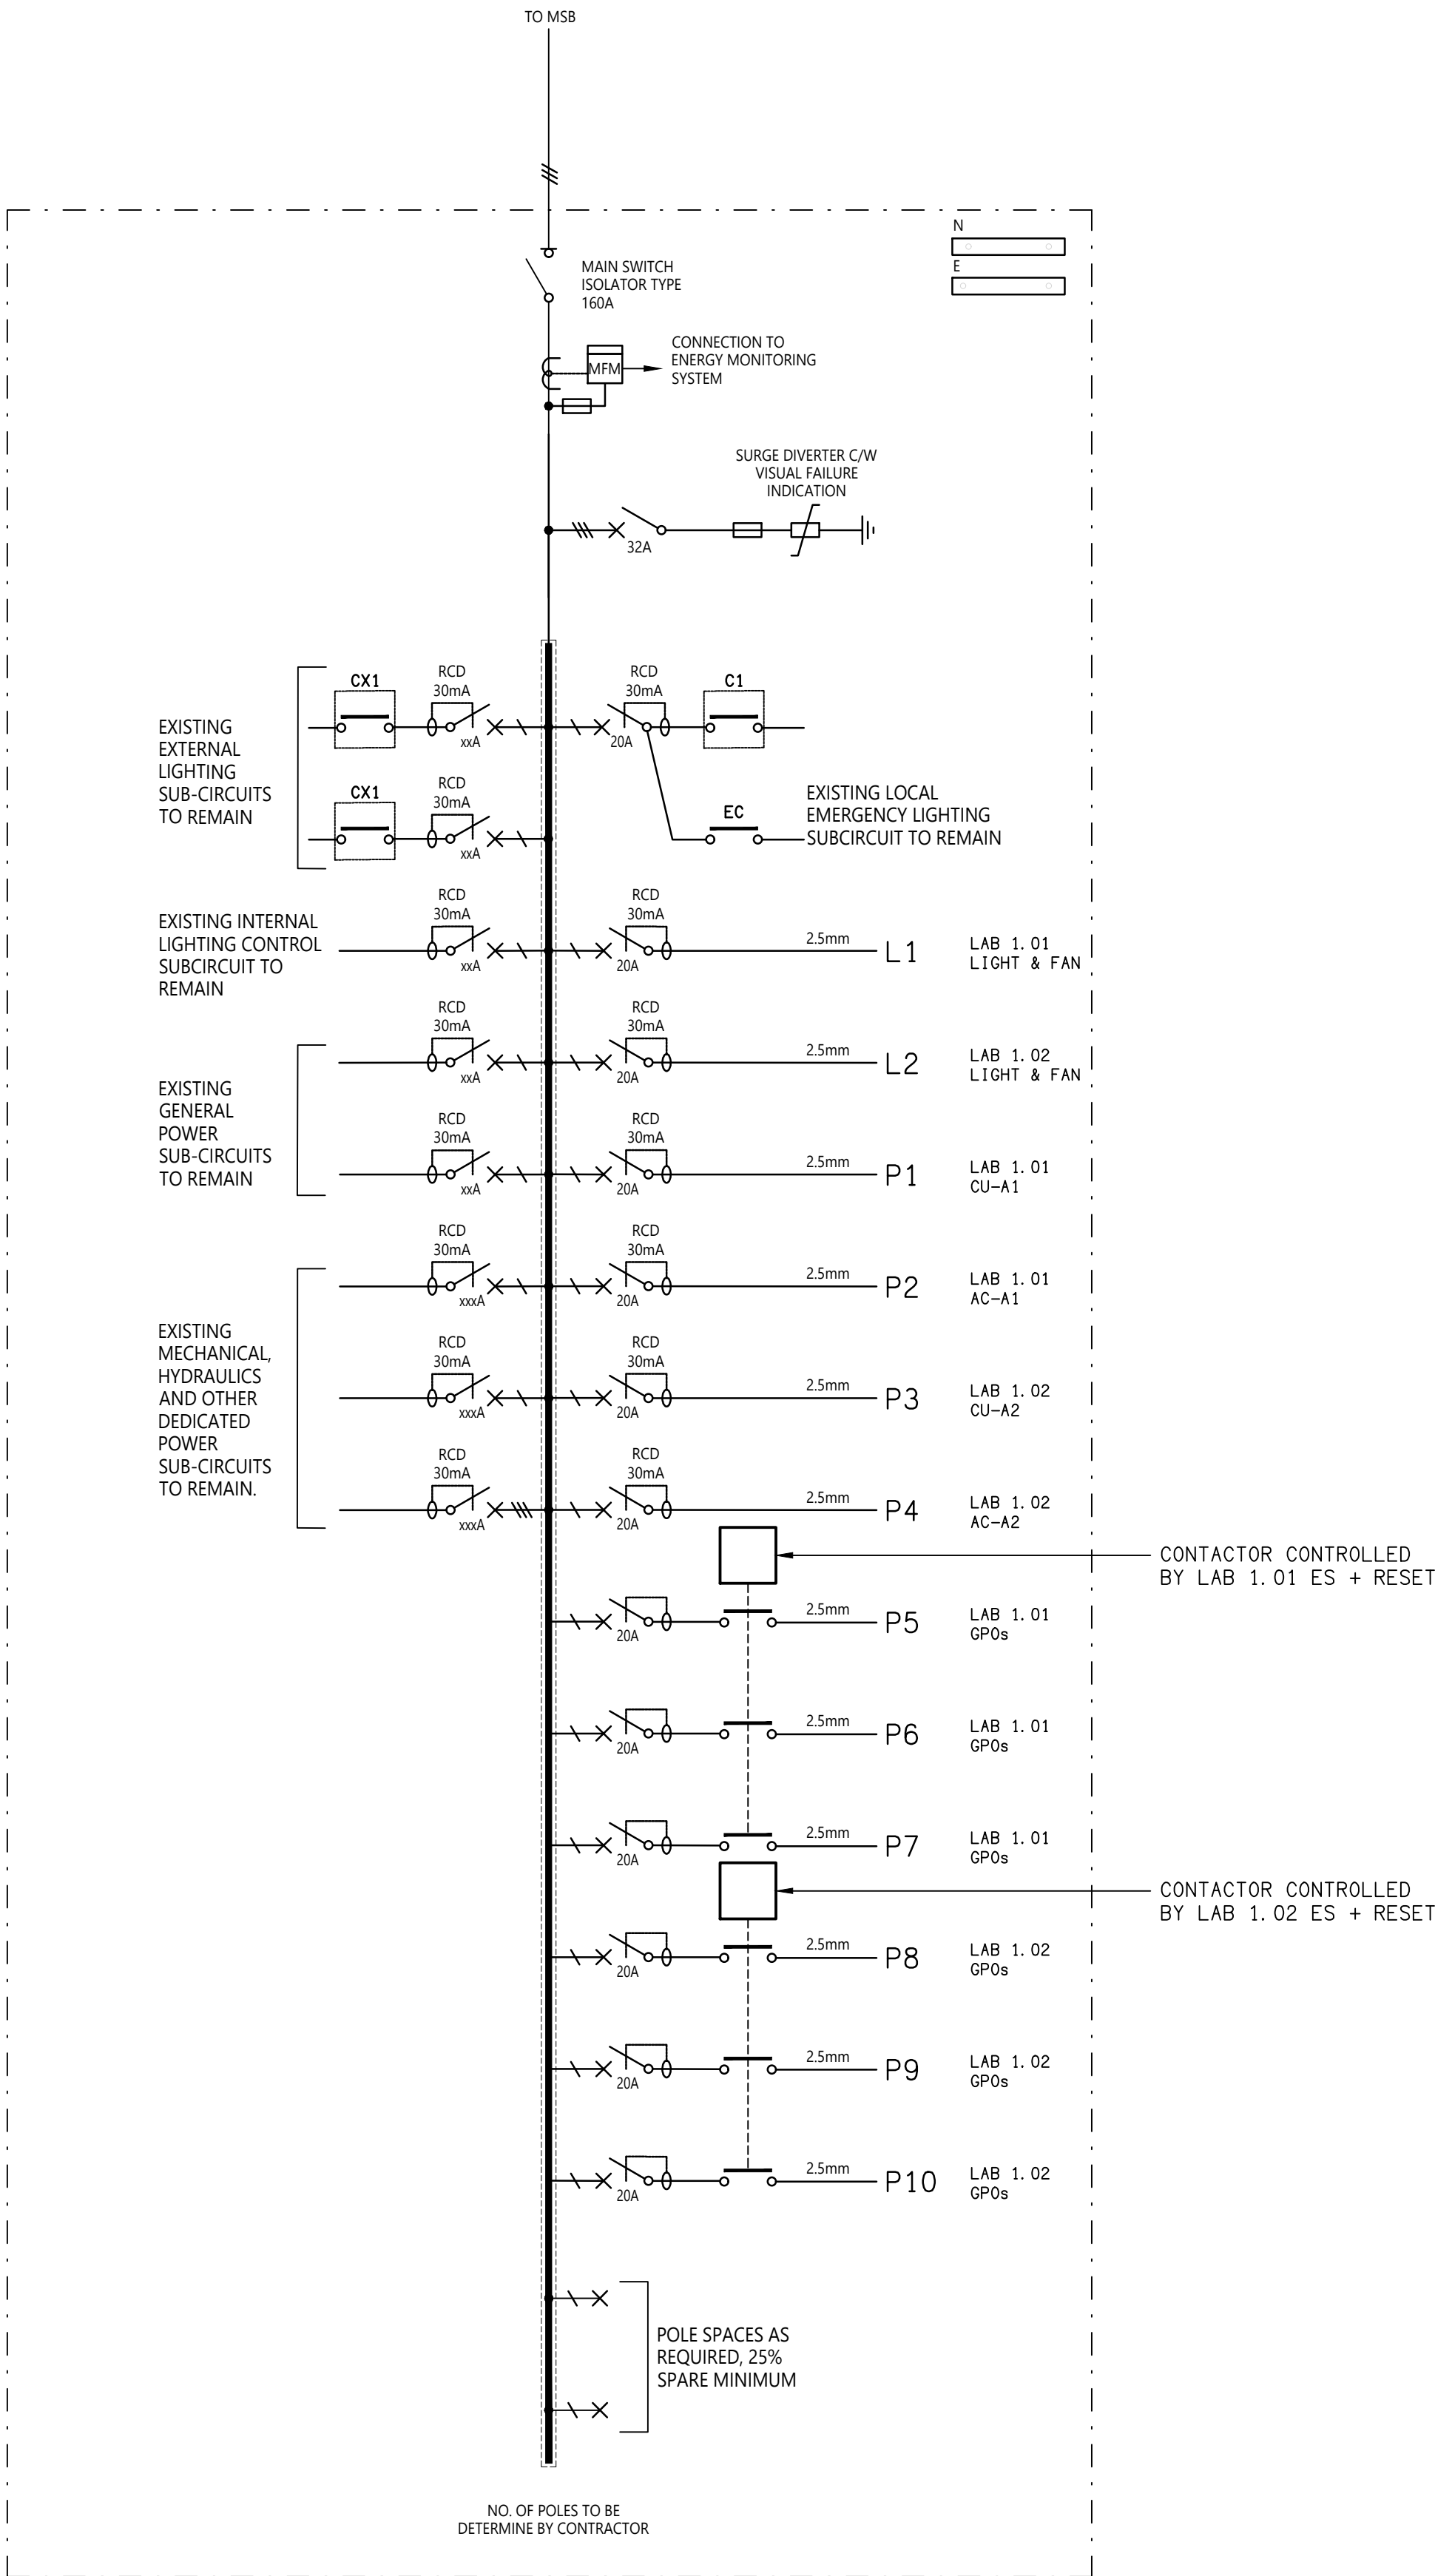 TO MSB
N
E
MAIN SWITCH
ISOLATOR TYPE
160A
CONNECTION TO
ENERGY MONITORING
SYSTEM
MFM
SURGE DIVERTER C/W
VISUAL FAILURE
INDICATION
32A
EXISTING
EXTERNAL
LIGHTING
SUB-CIRCUITS
TO REMAIN
CX1
RCD
30mA
xxA
RCD
30mA
20A
C1
CX1
RCD
30mA
xxA
EC
EXISTING LOCAL
EMERGENCY LIGHTING
SUBCIRCUIT TO REMAIN
EXISTING INTERNAL
LIGHTING CONTROL
SUBCIRCUIT TO
REMAIN
RCD
30mA
xxA
RCD
30mA
20A
2.5mm
L1
LAB 1.01
LIGHT & FAN
EXISTING
GENERAL
POWER
SUB-CIRCUITS
TO REMAIN
RCD
30mA
xxA
RCD
30mA
20A
2.5mm
L2
LAB 1.02
LIGHT & FAN
RCD
30mA
xxA
RCD
30mA
20A
2.5mm
P1
LAB 1.01
CU-A1
EXISTING
MECHANICAL,
HYDRAULICS
AND OTHER
DEDICATED
POWER
SUB-CIRCUITS
TO REMAIN.
RCD
30mA
xxxA
RCD
30mA
20A
2.5mm
P2
LAB 1.01
AC-A1
RCD
30mA
xxxA
RCD
30mA
20A
2.5mm
P3
LAB 1.02
CU-A2
RCD
30mA
xxxA
RCD
30mA
20A
2.5mm
P4
LAB 1.02
AC-A2
CONTACTOR CONTROLLED
BY LAB 1.01 ES + RESET
20A
2.5mm
P5
LAB 1.01
GPOs
20A
2.5mm
P6
LAB 1.01
GPOs
20A
2.5mm
P7
LAB 1.01
GPOs
CONTACTOR CONTROLLED
BY LAB 1.02 ES + RESET
20A
2.5mm
P8
LAB 1.02
GPOs
20A
2.5mm
P9
LAB 1.02
GPOs
20A
2.5mm
P10
LAB 1.02
GPOs
POLE SPACES AS
REQUIRED, 25%
SPARE MINIMUM
NO. OF POLES TO BE
DETERMINE BY CONTRACTOR